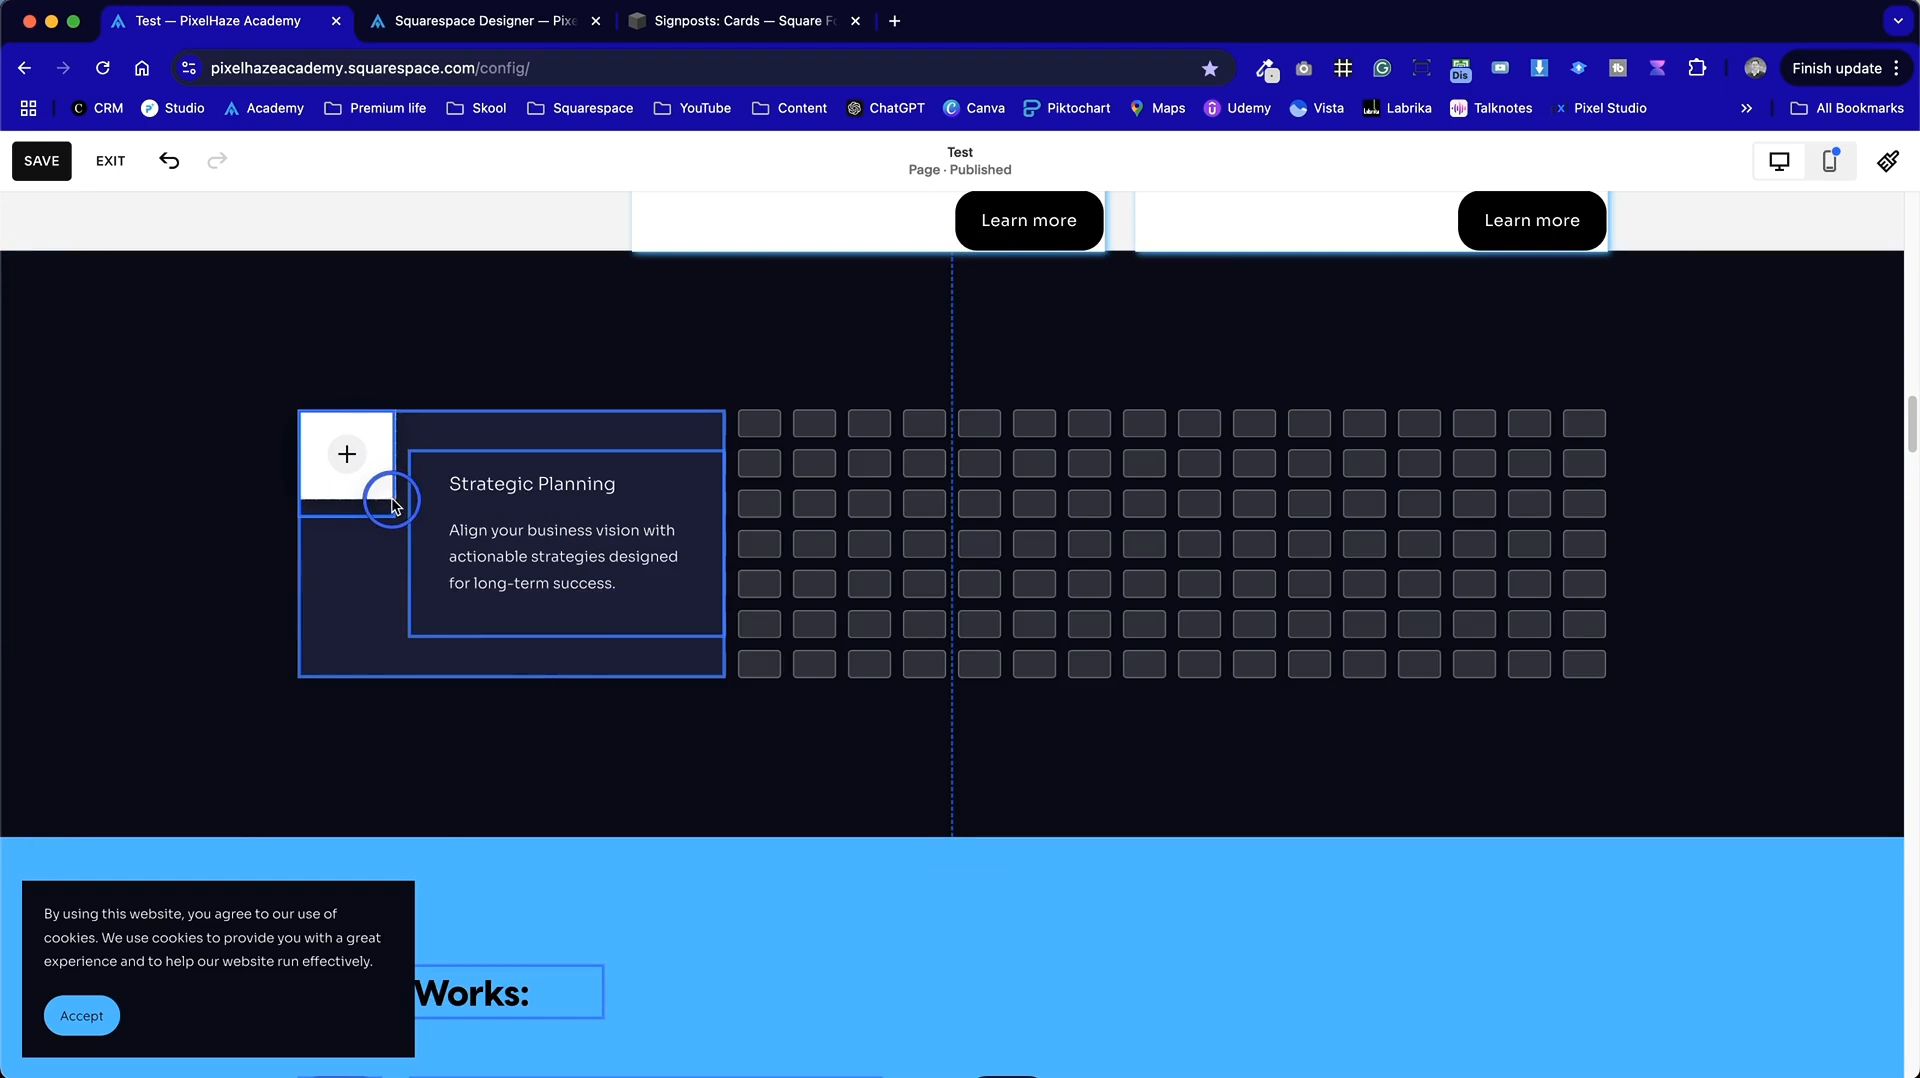 Test — PixelHaze Academy
Squarespace Designer — Pix
Signposts: Cards — Square F
pixelhazeacademy.squarespace.com/config/
Dis
Finish update
CRM
Studio
Academy
Premium life
Skool
Squarespace
YouTube
Content
ChatGPT
Canva
Piktochart
Maps
Udemy
Vista
Labrika
Talknotes
Pixel Studio
All Bookmarks
SAVE
EXIT
Test
Page · Published
Learn more
Learn more
Strategic Planning
Align your business vision with
actionable strategies designed
for long-term success.
By using this website, you agree to our use of
cookies. We use cookies to provide you with a great
experience and to help our website run effectively.
Accept
Works: